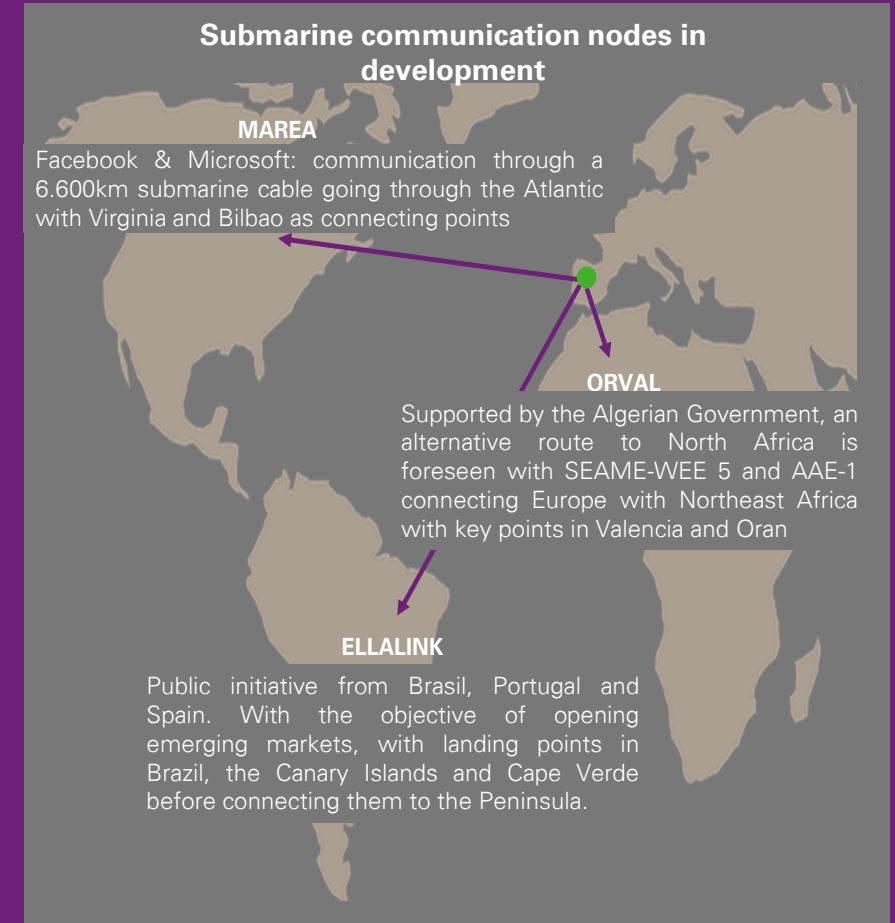 Submarine communication nodes in
development
MAREA
Facebook & Microsoft: communication through a
6.600km submarine cable going through the Atlantic
with Virginia and Bilbao as connecting points
ORVAL
Supported by the Algerian Government, an
alternative route to North Africa is
foreseen with SEAME-WEE 5 and AAE-1
connecting Europe with Northeast Africa
with key points in Valencia and Oran
ELLALINK
Public initiative from Brasil, Portugal and
Spain. With the objective of opening
emerging markets, with landing points in
Brazil, the Canary Islands and Cape Verde
before connecting them to the Peninsula.